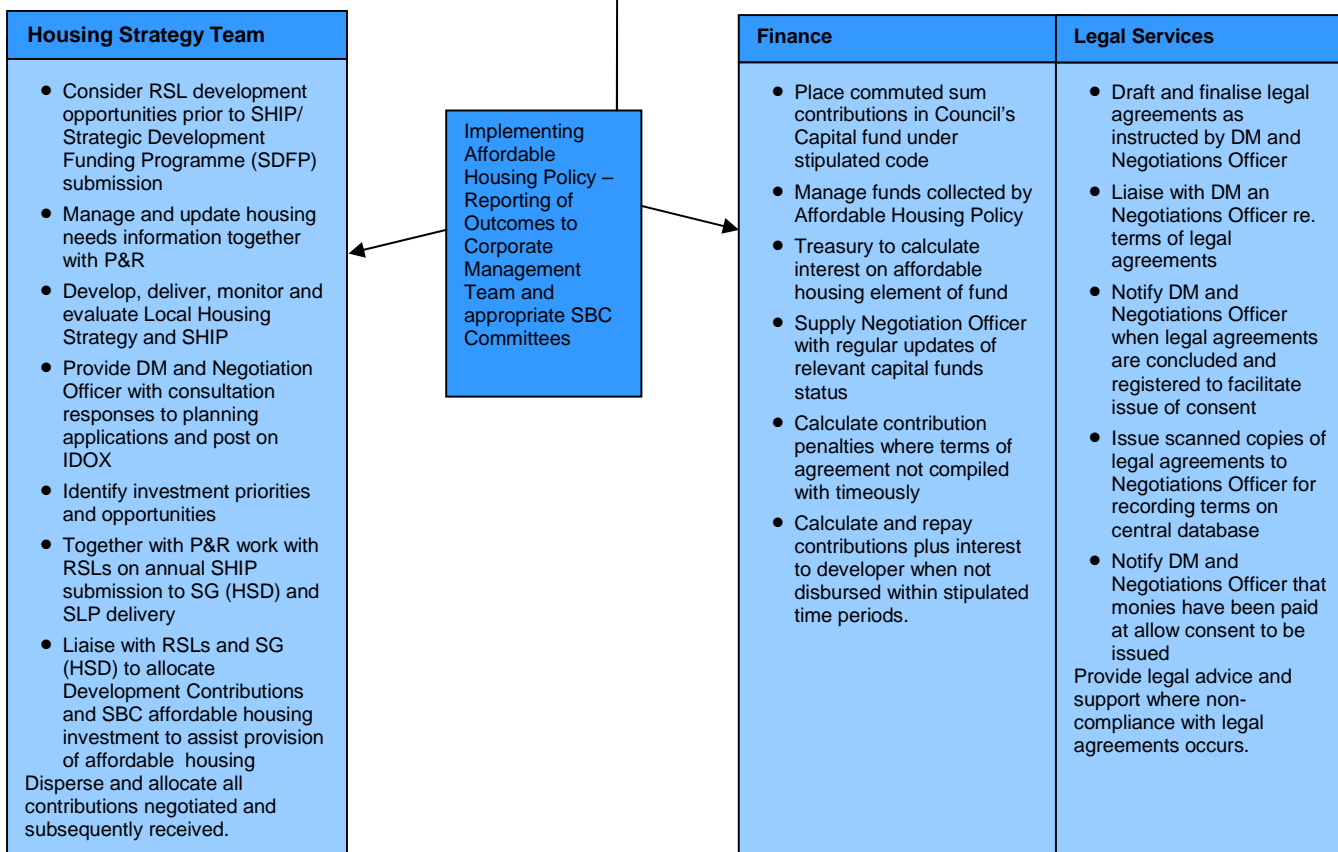 Housing Strategy Team
• Consider RSL development
opportunities prior to SHIP/
Strategic Development
Funding Programme (SDFP)
submission
• Manage and update housing
needs information together
with P&R
• Develop, deliver, monitor and
evaluate Local Housing
Strategy and SHIP
• Provide DM and Negotiation
Officer with consultation
responses to planning
applications and post on
IDOX
• Identify investment priorities
and opportunities
• Together with P&R work with
RSLs on annual SHIP
submission to SG (HSD) and
SLP delivery
• Liaise with RSLs and SG
(HSD) to allocate
Development Contributions
and SBC affordable housing
investment to assist provision
of affordable housing
Disperse and allocate all
contributions negotiated and
subsequently received.
Implementing
Affordable
Housing Policy –
Reporting of
Outcomes to
Corporate
Management
Team and
appropriate SBC
Committees
Finance
• Place commuted sum
contributions in Council's
Capital fund under
stipulated code
• Manage funds collected by
Affordable Housing Policy
• Treasury to calculate
interest on affordable
housing element of fund
• Supply Negotiation Officer
with regular updates of
relevant capital funds
status
• Calculate contribution
penalties where terms of
agreement not compiled
with timeously
• Calculate and repay
contributions plus interest
to developer when not
disbursed within stipulated
time periods.
Legal Services
• Draft and finalise legal
agreements as
instructed by DM and
Negotiations Officer
• Liaise with DM an
Negotiations Officer re.
terms of legal
agreements
• Notify DM and
Negotiations Officer
when legal agreements
are concluded and
registered to facilitate
issue of consent
• Issue scanned copies of
legal agreements to
Negotiations Officer for
recording terms on
central database
• Notify DM and
Negotiations Officer that
monies have been paid
at allow consent to be
issued
Provide legal advice and
support where non-
compliance with legal
agreements occurs.